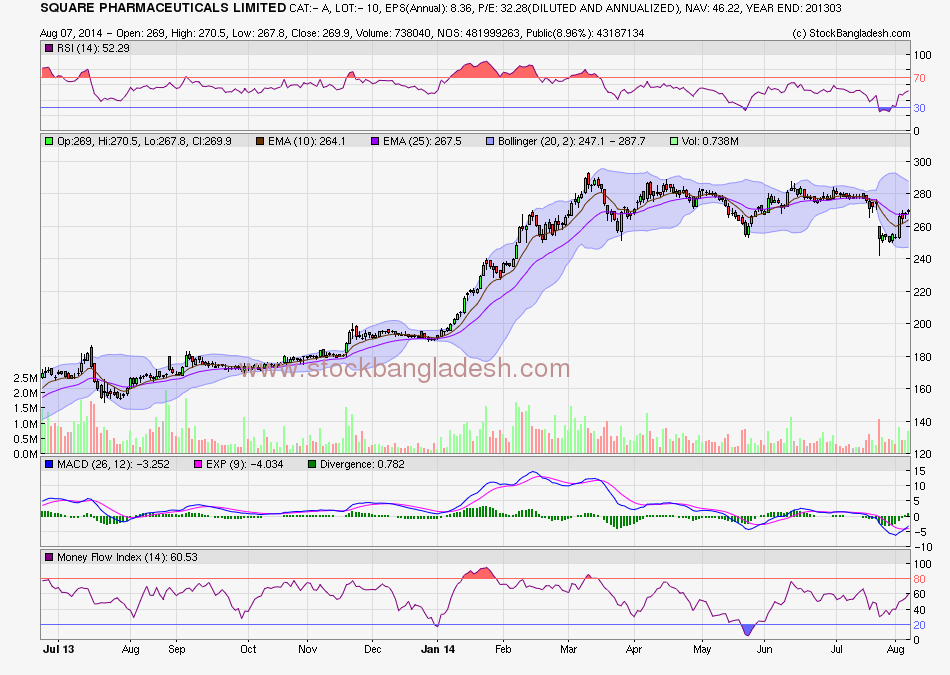 SQUARE PHARMACEUTICALS LIMITED CAT:- A, LOT:- 10, EPS(Annual): 8.36, P/E: 32.28(DILUTED AND ANNUALIZED), NAV: 46.22, YEAR END: 201303
Aug 07, 2014 - Open: 269, High: 270.5, Low: 267.8, Close: 269.9, Volume: 738040, NOS: 481999263, Public(8.96%): 43187134 (c) StockBangladesh.com
RSI (14): 52.29
100
70
30
0
Op:269, Hi:270.5, Lo:267.8, Cl:269.9 EMA (10): 264.1 EMA (25): 267.5 Bollinger (20, 2): 247.1 - 287.7 Vol: 0.738M
300
280
260
240
220
200
180
160
140
120
2.5M
2.0M
1.5M
1.0M
0.5M
0.0M
www.stockbangladesh.com
MACD (26, 12): -3.252 EXP (9): -4.034 Divergence: 0.782
15
10
5
0
-5
-10
Money Flow Index (14): 60.53
100
80
60
40
20
0
Jul 13 Aug Sep Oct Nov Dec Jan 14 Feb Mar Apr May Jun Jul Aug